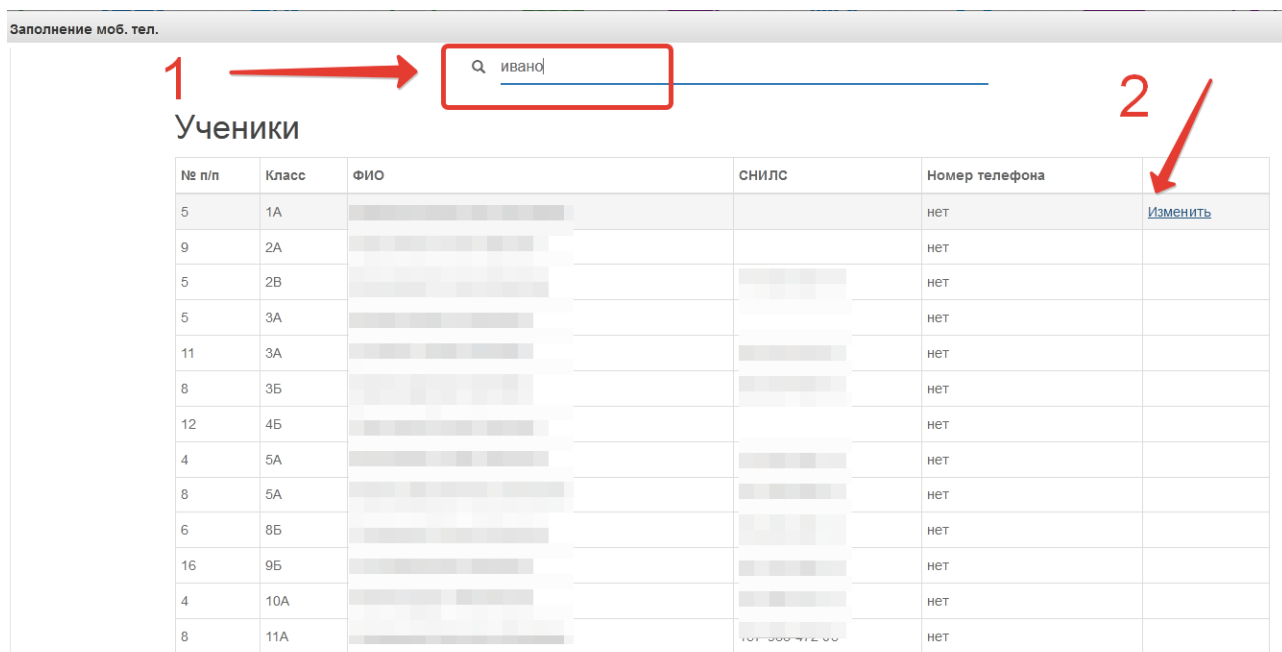 Заполнение моб. тел.
1
ивано
2
Ученики
№ п/п Класс ФИО СНИЛС Номер телефона
5 1А нет Изменить
9 2А нет
5 2В нет
5 3А нет
11 3А нет
8 3Б нет
12 4Б нет
4 5А нет
8 5А нет
6 8Б нет
16 9Б нет
4 10А нет
8 11А нет